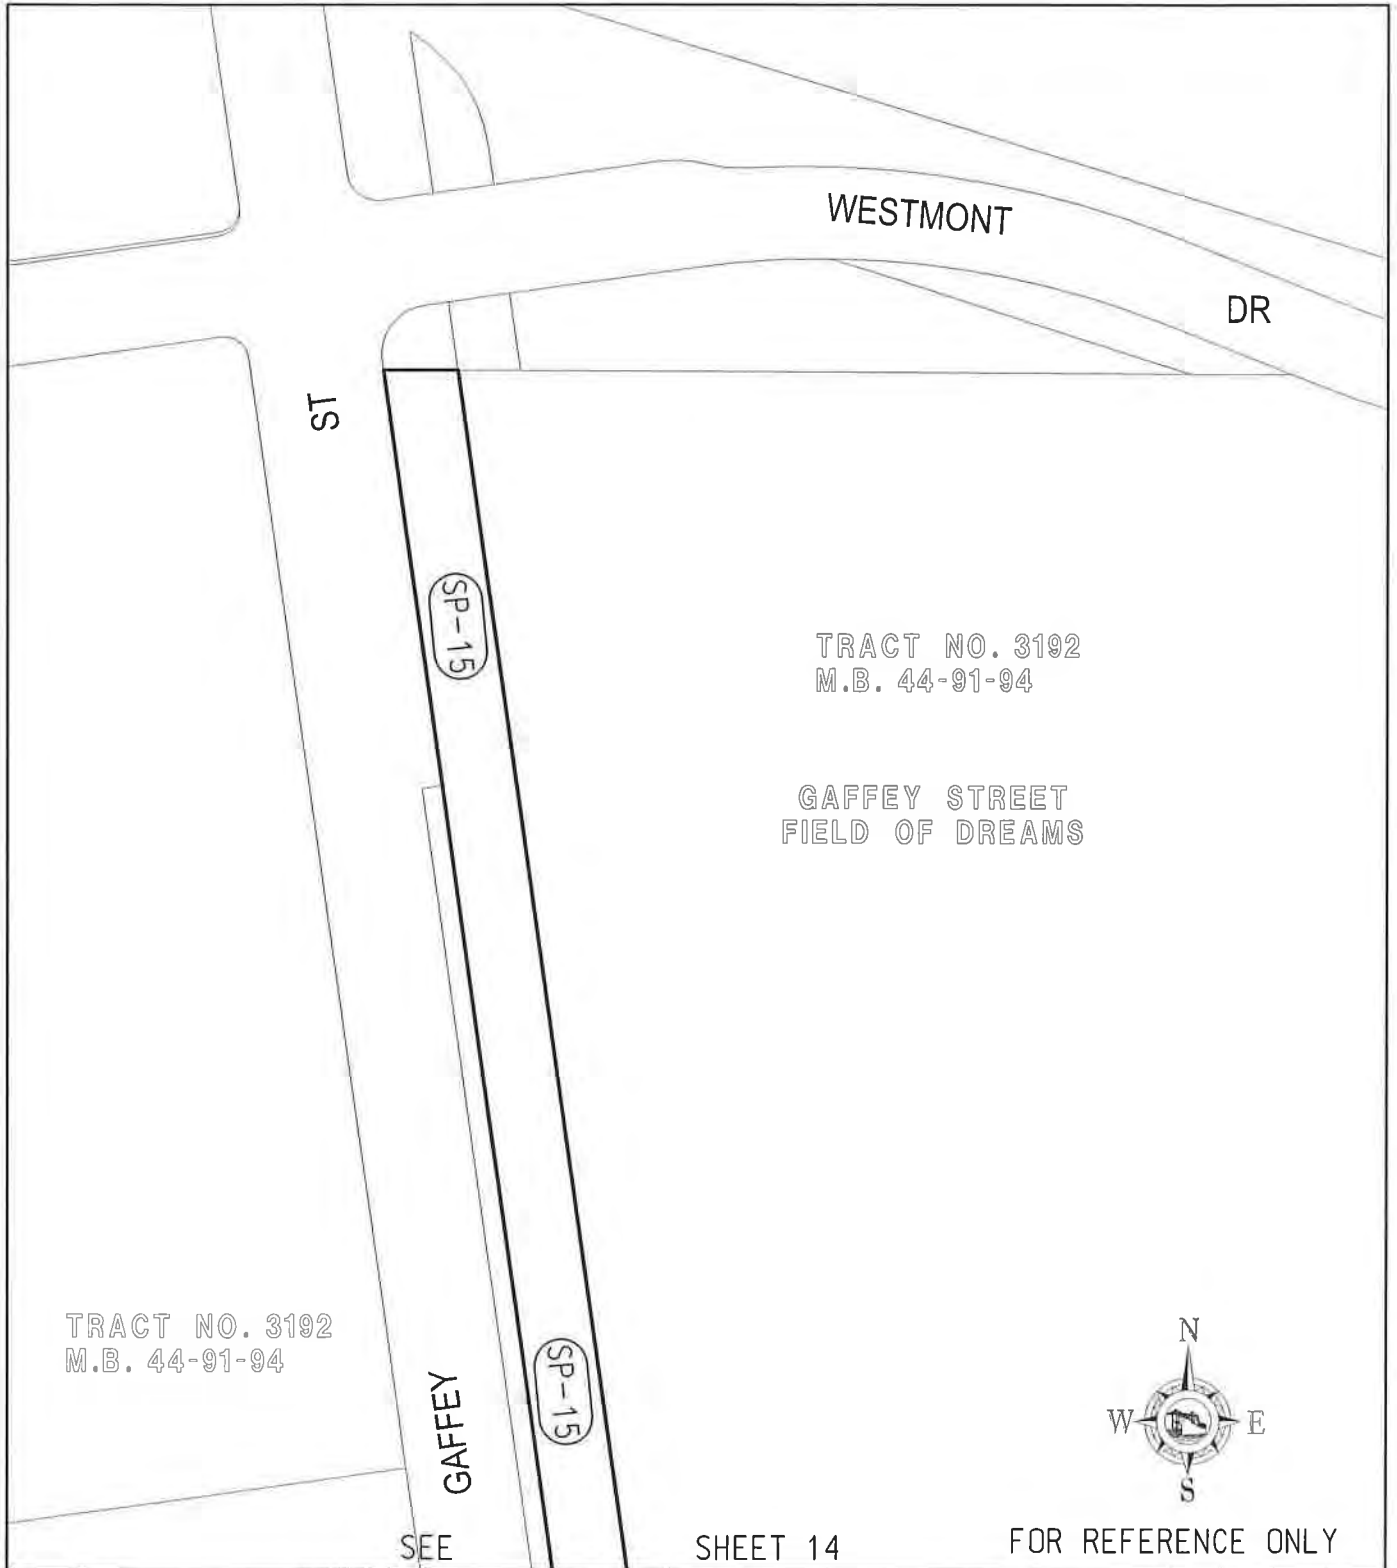 WESTMONT
DR
ST
SP-15
TRACT NO. 3192
M.B. 44-91-94
GAFFEY STREET
FIELD OF DREAMS
TRACT NO. 3192
M.B. 44-91-94
GAFFEY
SP-15
N
W E
S
SEE SHEET 14
FOR REFERENCE ONLY